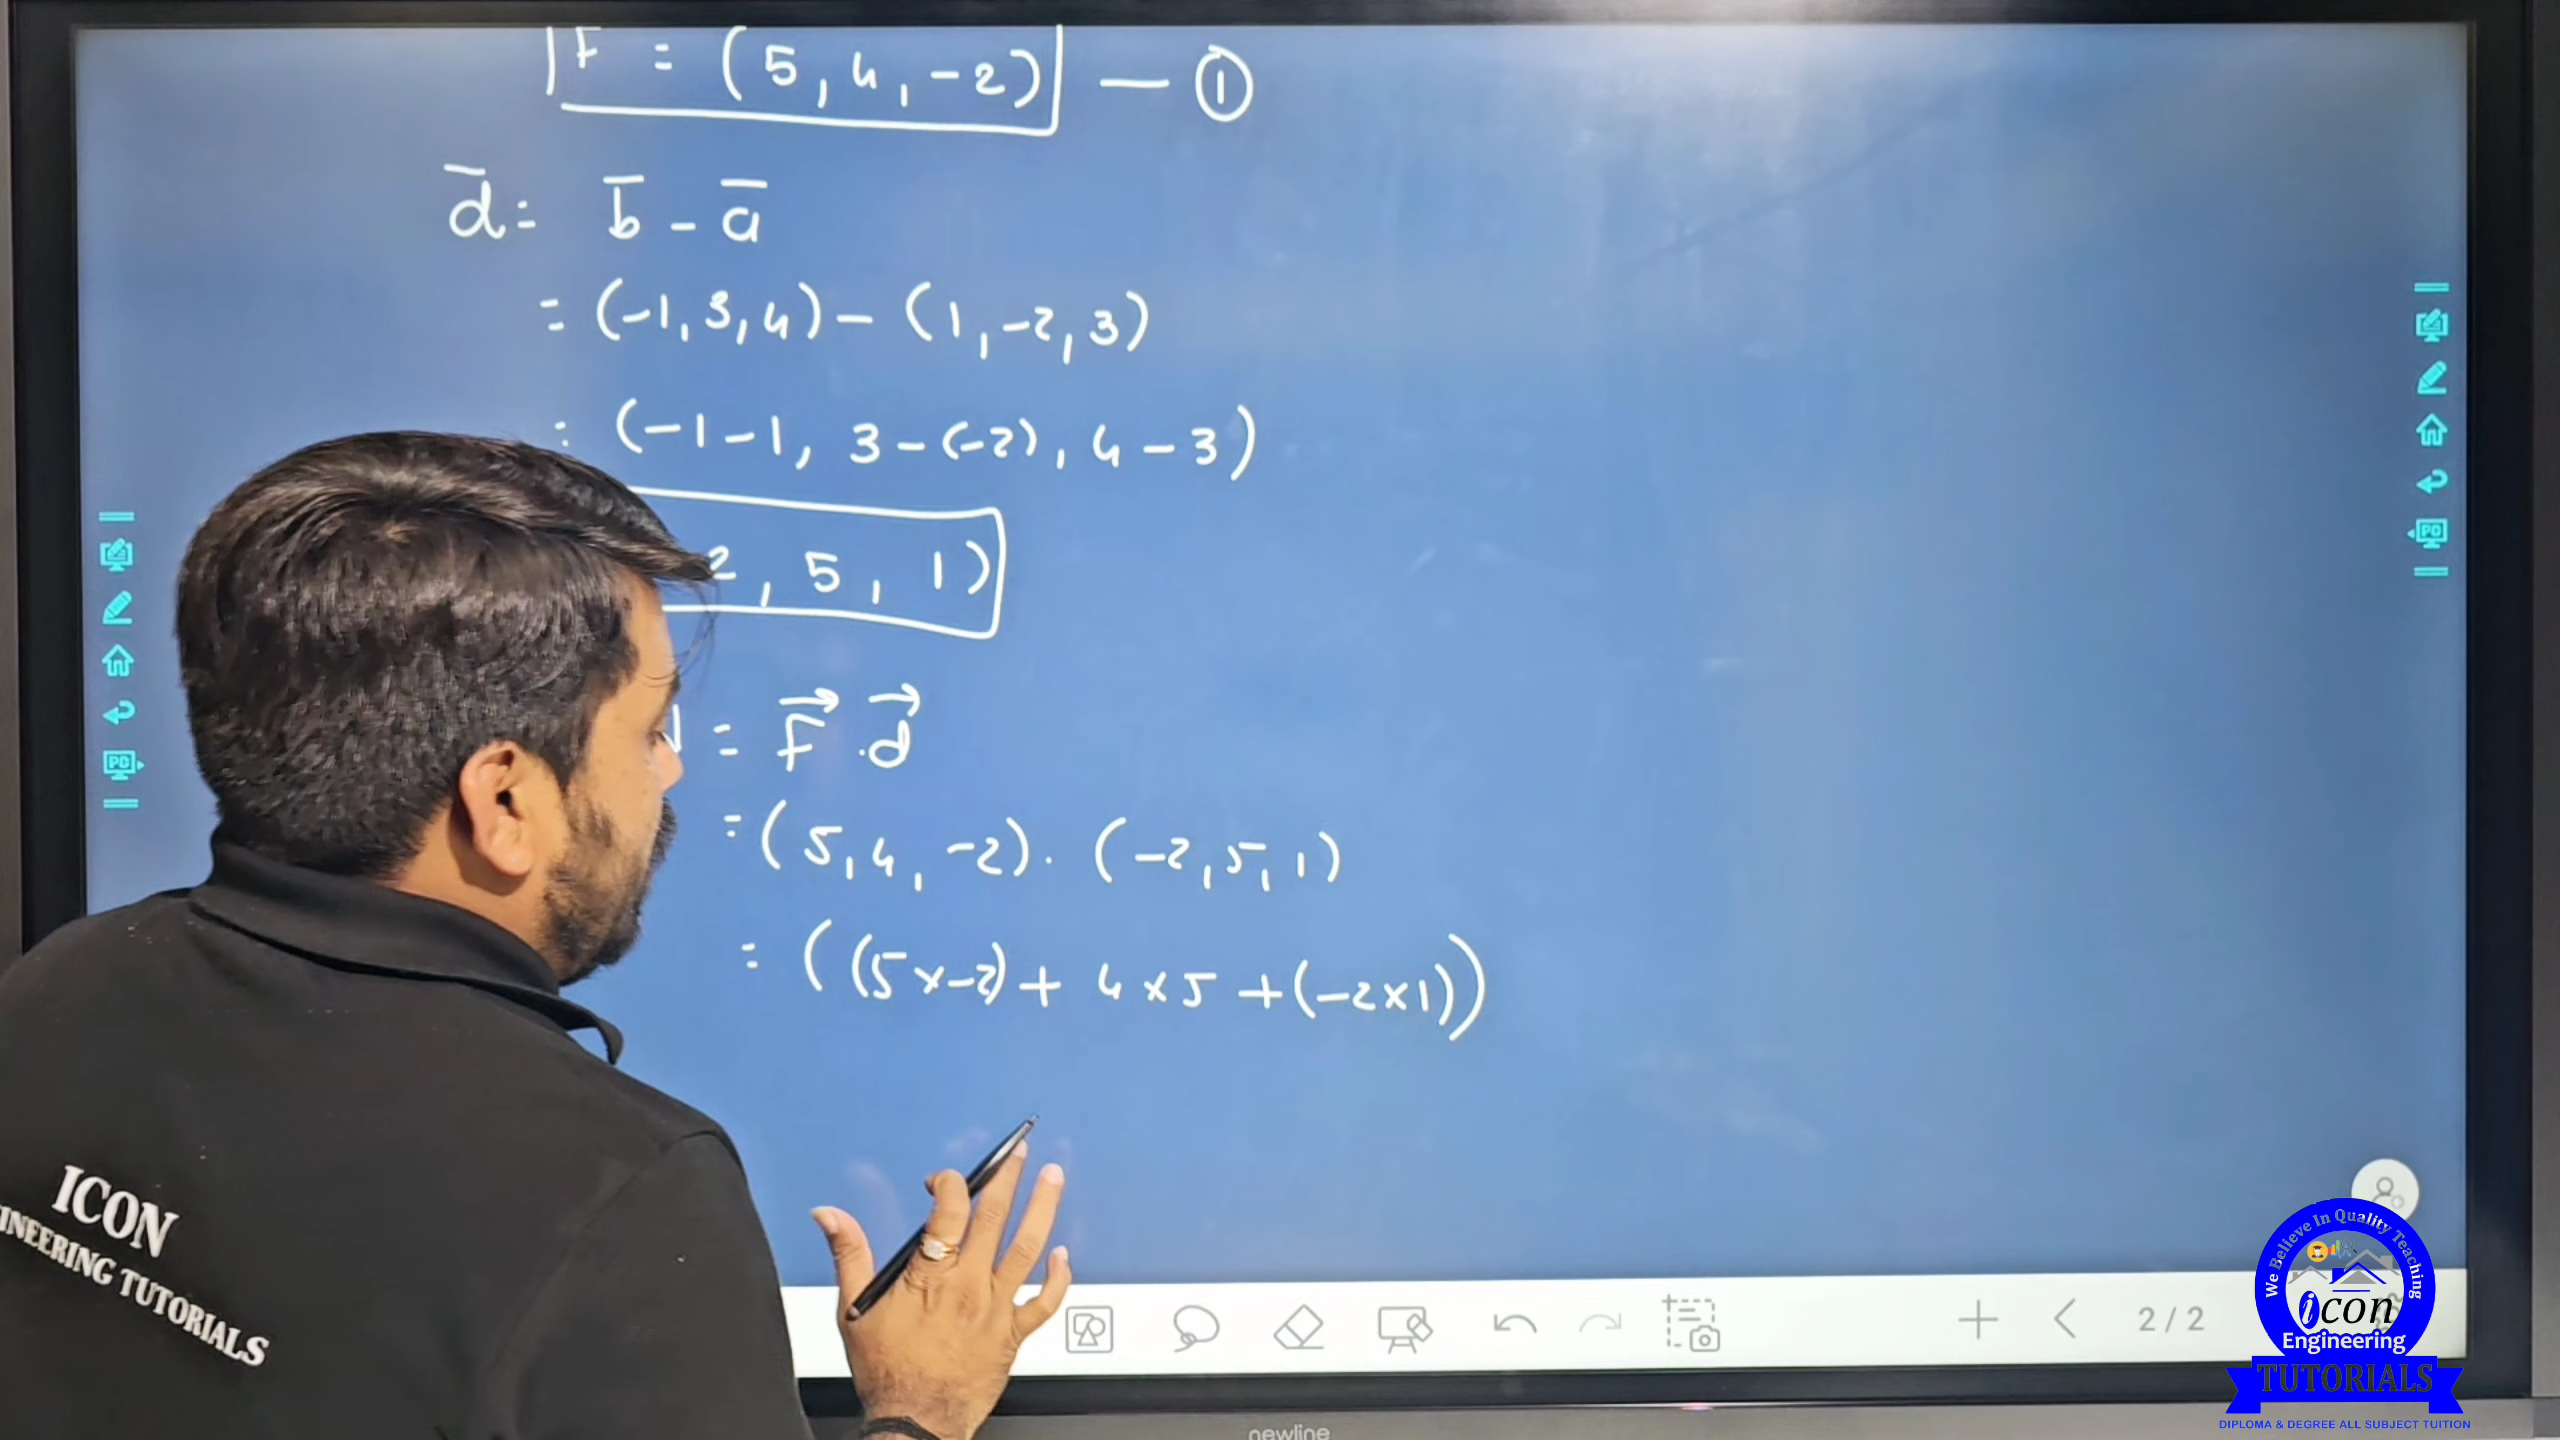 F = (5, 4, -2) — ①
d̄ = b̄ - ā
= (-1, 3, 4) - (1, -2, 3)
= (-1-1, 3-(-2), 4-3)
2, 5, 1)
= F⃗ . d⃗
= (5, 4, -2) . (-2, 5, 1)
= ((5×-2) + 4×5 + (-2×1))
ICON
INEERING TUTORIALS
2/2
newline
We Believe In Quality Teaching
icon
Engineering
TUTORIALS
DIPLOMA & DEGREE ALL SUBJECT TUITION
PC
PC